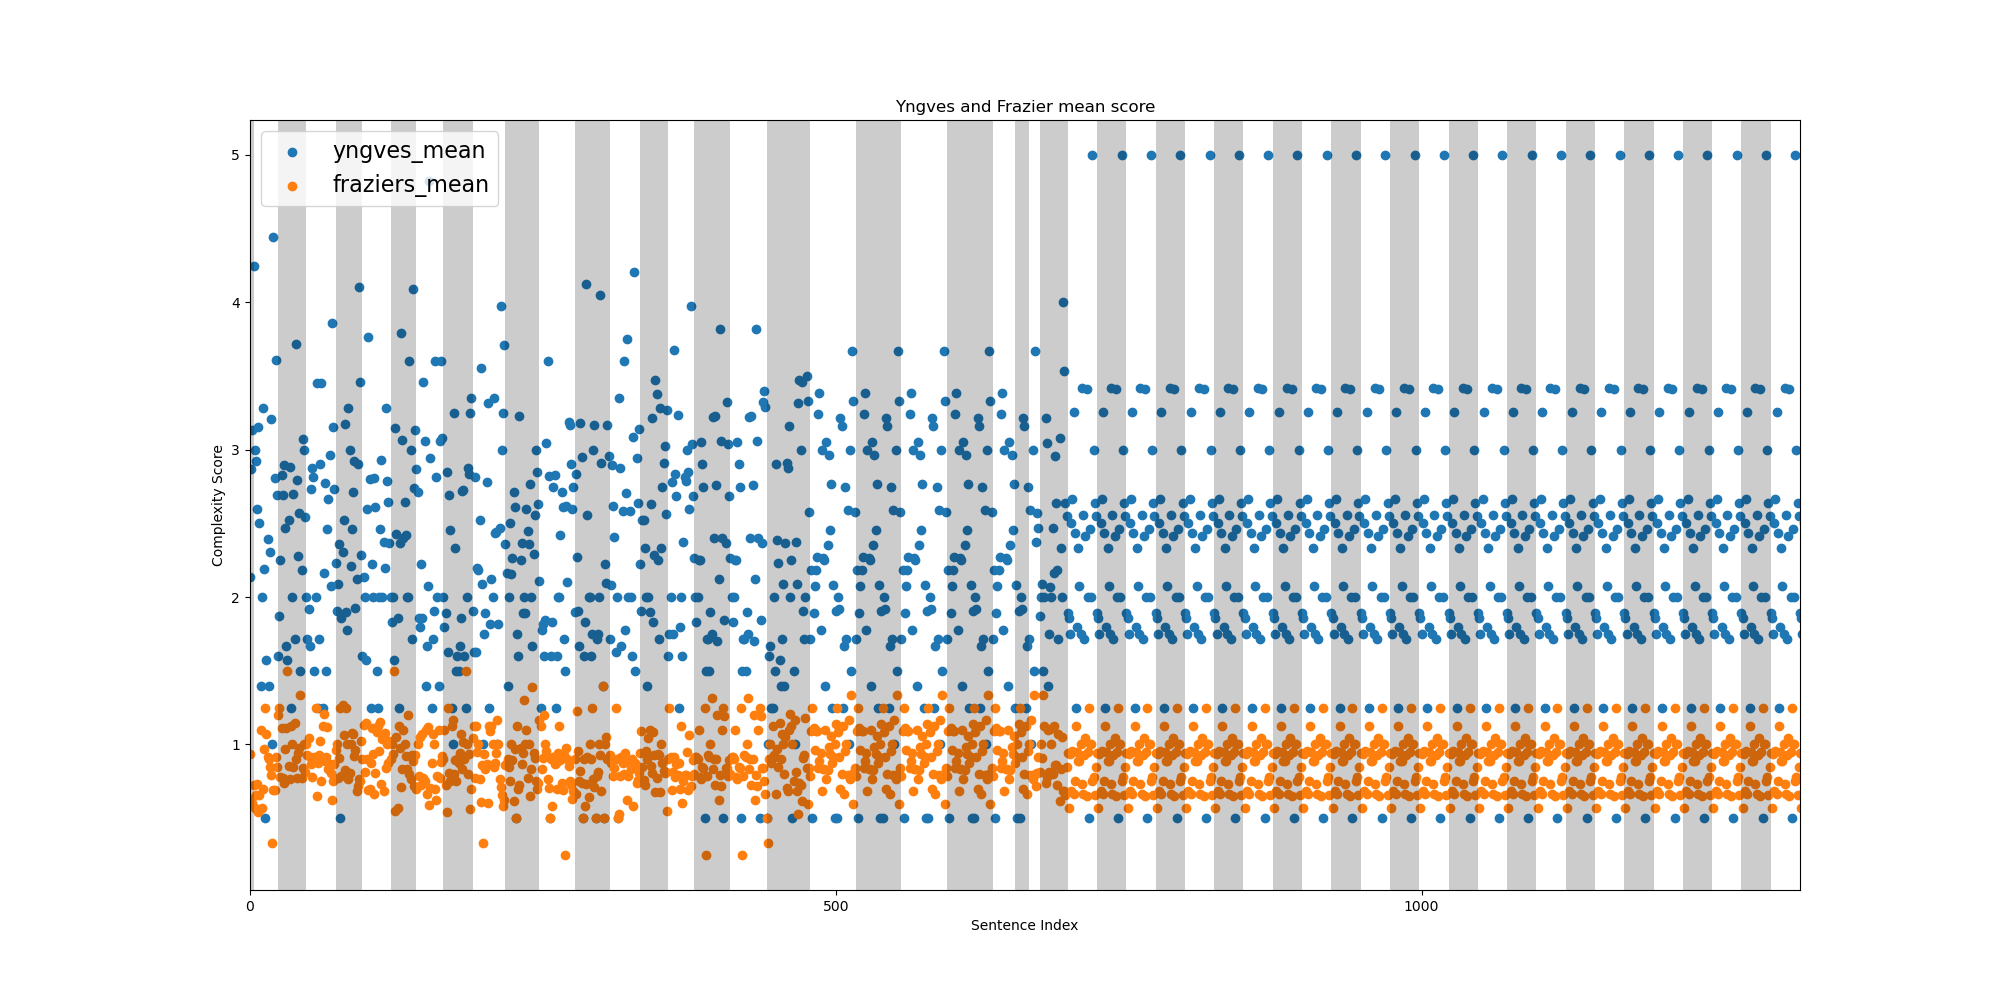 Yngves and Frazier mean score
yngves_mean
fraziers_mean
5
4
3
2
1
Complexity Score
0
500
1000
Sentence Index